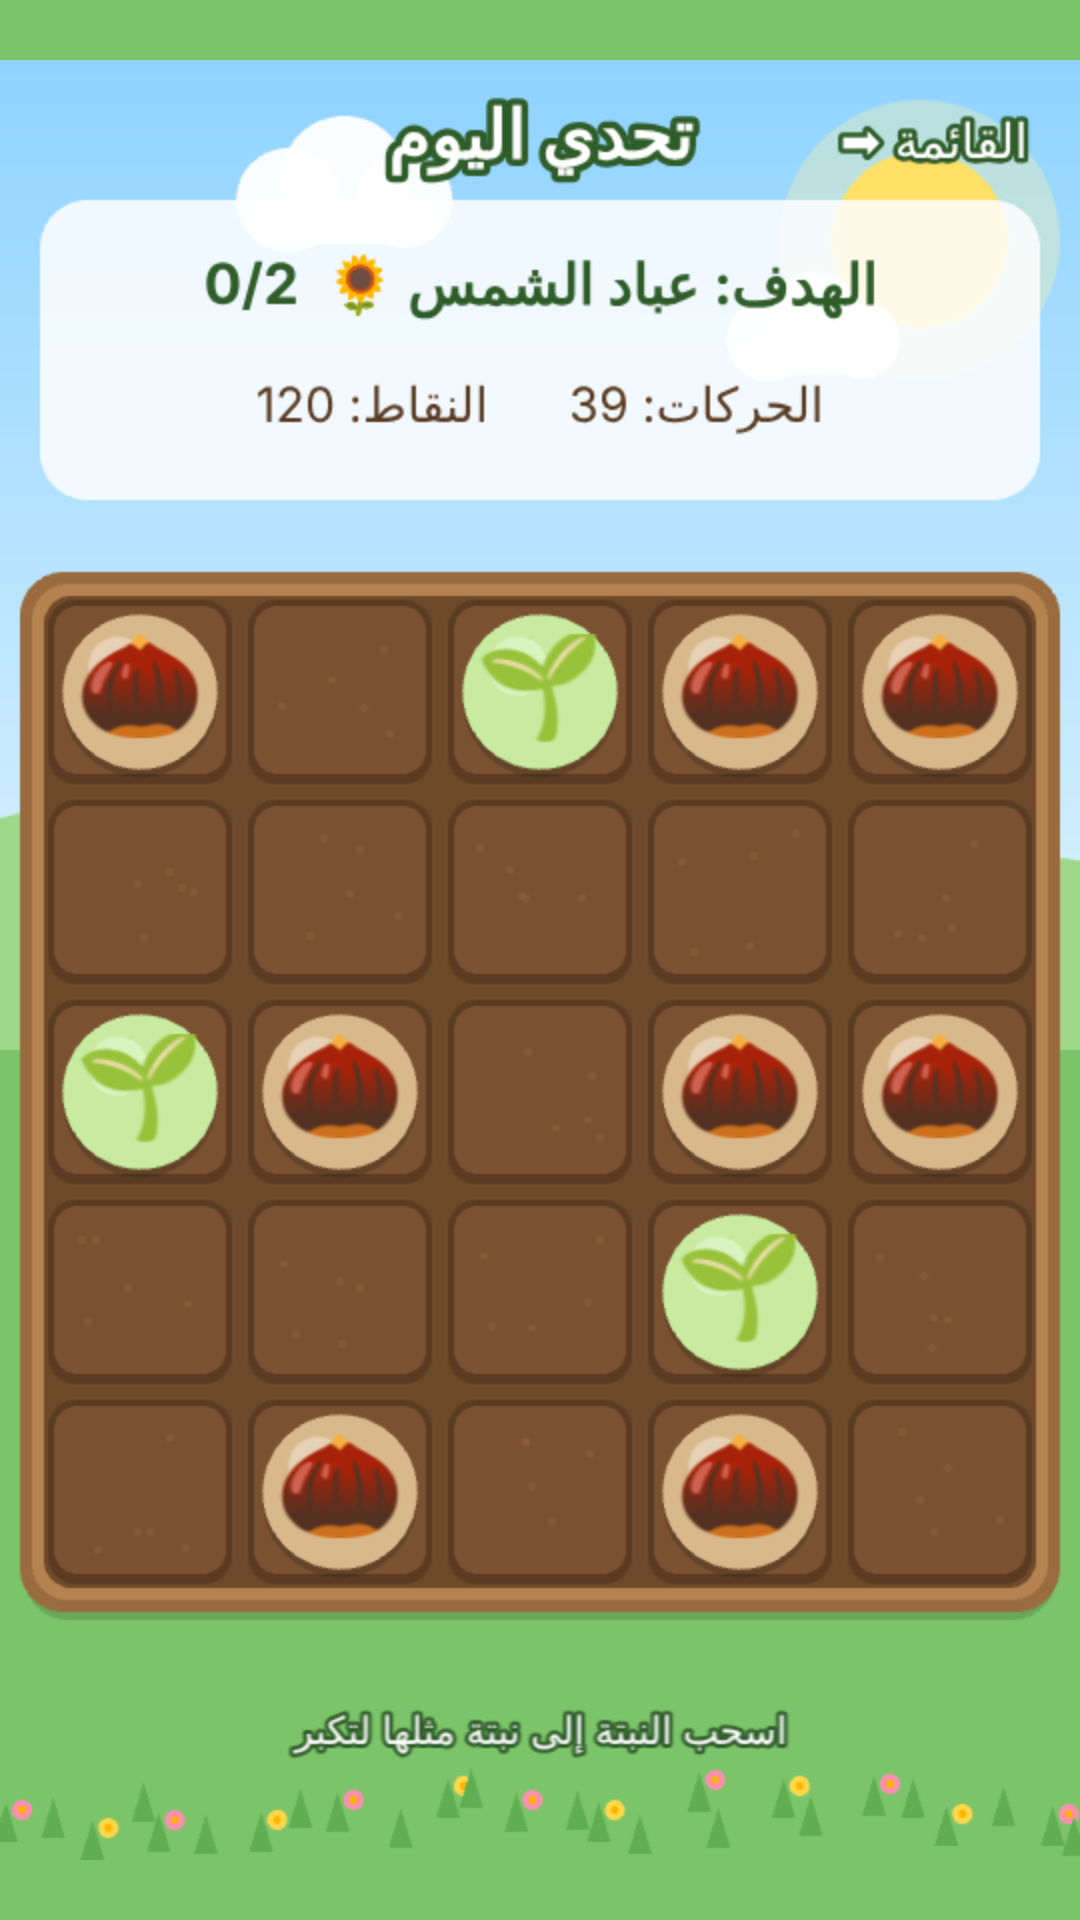 القائمة ➡
تحدي اليوم
الهدف: عباد الشمس 🌻 0/2
الحركات: 39 النقاط: 120
اسحب النبتة إلى نبتة مثلها لتكبر